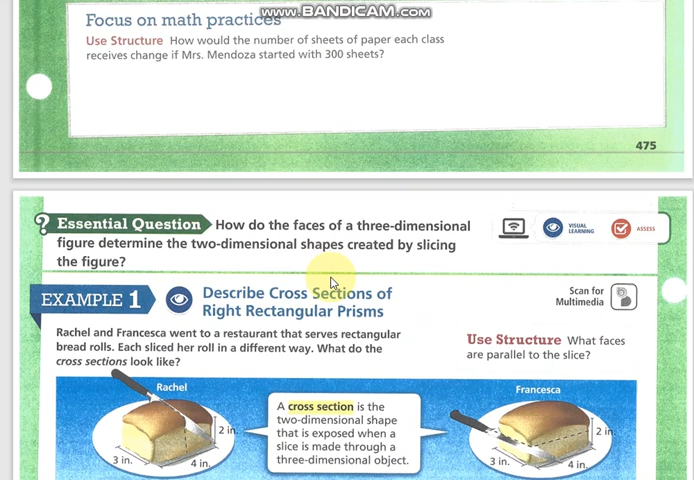 www.BANDICAM.com
Focus on math practices
Use Structure How would the number of sheets of paper each class
receives change if Mrs. Mendoza started with 300 sheets?
475
? Essential Question How do the faces of a three-dimensional
figure determine the two-dimensional shapes created by slicing
the figure?
VISUAL
LEARNING
ASSESS
EXAMPLE 1
Describe Cross Sections of
Right Rectangular Prisms
Scan for
Multimedia
Rachel and Francesca went to a restaurant that serves rectangular
bread rolls. Each sliced her roll in a different way. What do the
cross sections look like?
Use Structure What faces
are parallel to the slice?
Rachel
2 in.
3 in.
4 in.
A cross section is the
two-dimensional shape
that is exposed when a
slice is made through a
three-dimensional object.
Francesca
2 in.
3 in.
4 in.